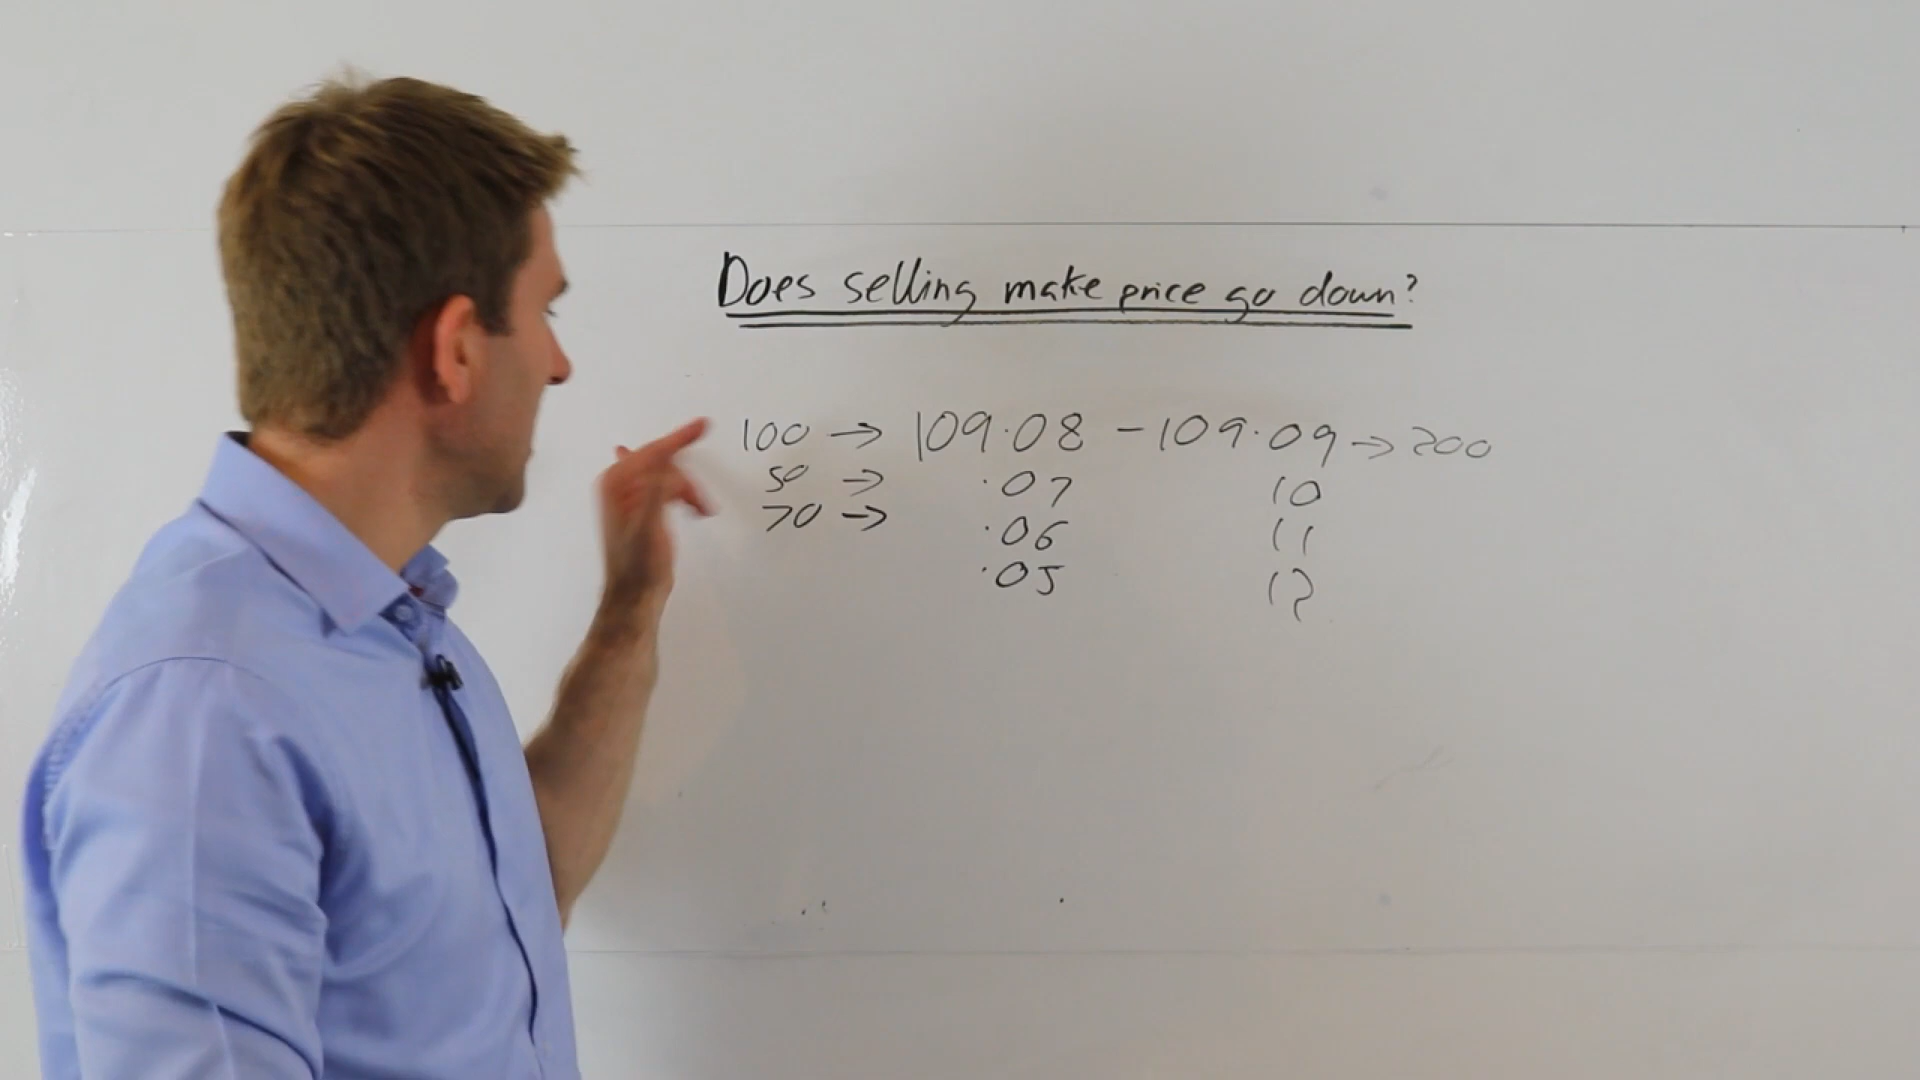 Does selling make price go down?
100 → 109.08 - 109.09 → 200
50 → .07 10
70 → .06 11
.05 12